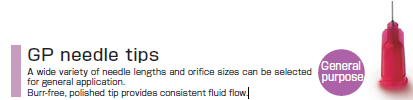 GP needle tips
A wide variety of needle lengths and orifice sizes can be selected
for general application.
Burr-free, polished tip provides consistent fluid flow.
General
purpose